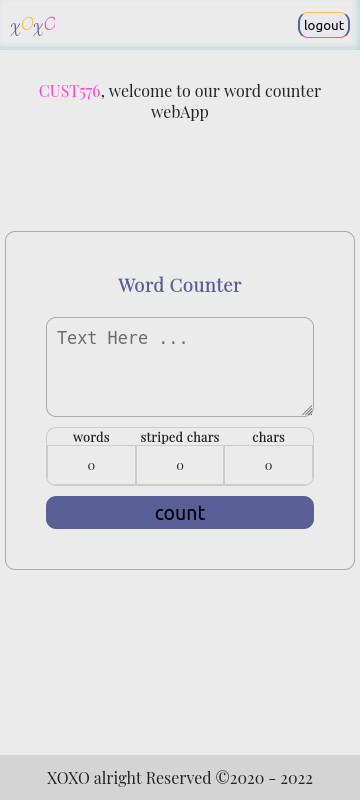 χOχO
logout
CUST576, welcome to our word counter
webApp
Word Counter
Text Here ...
words striped chars chars
0 0 0
count
XOXO alright Reserved ©2020 - 2022